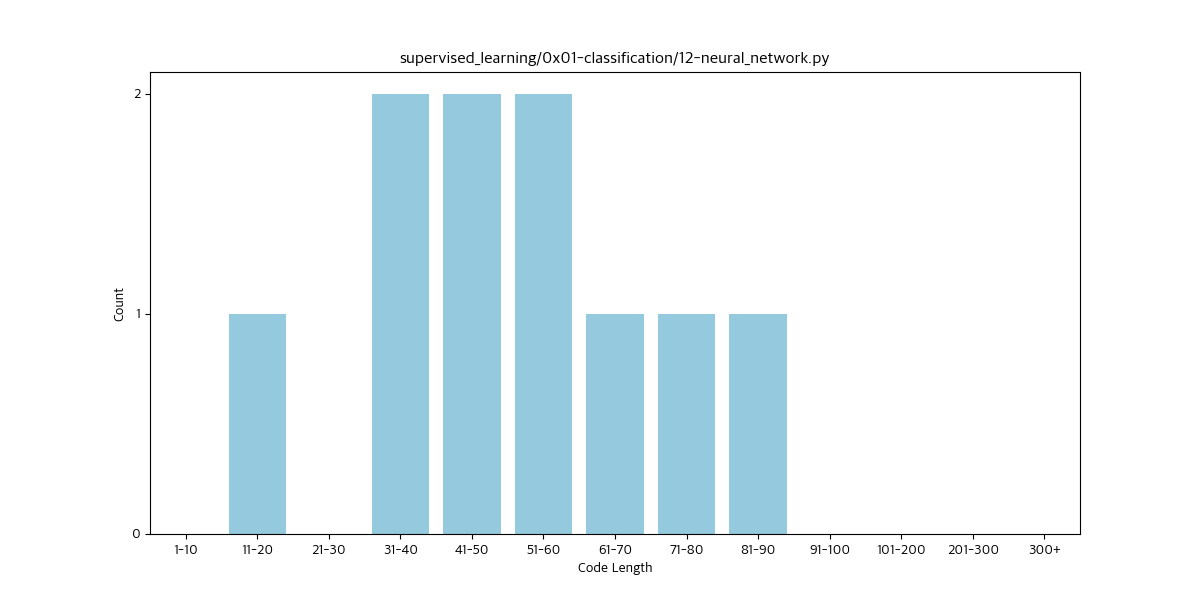 supervised_learning/0x01-classification/12-neural_network.py
2
1
0
Count
1-10 11-20 21-30 31-40 41-50 51-60 61-70 71-80 81-90 91-100 101-200 201-300 300+
Code Length